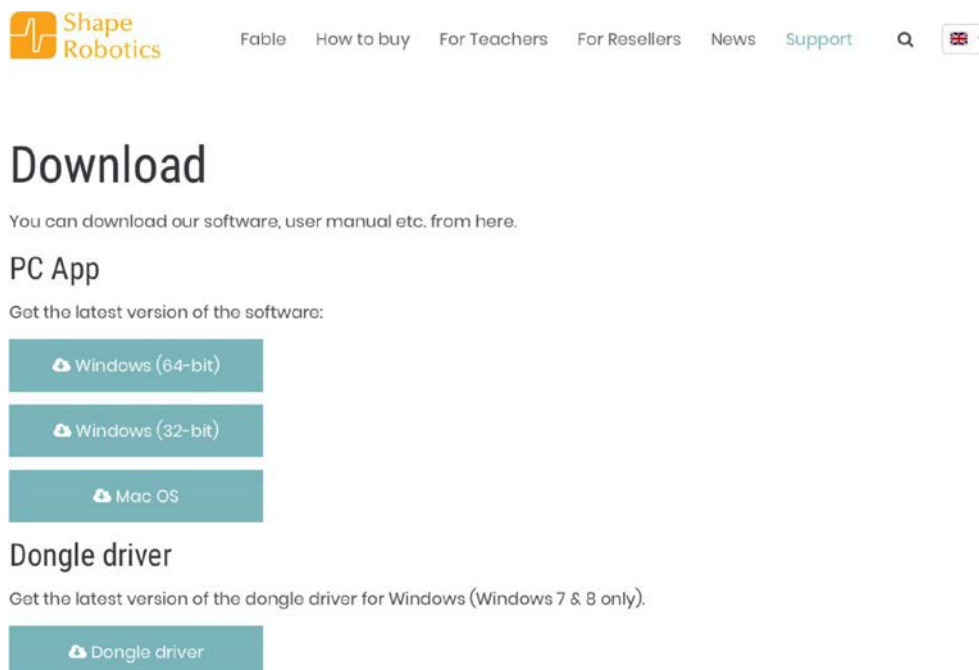 Shape
Robotics
Fable How to buy For Teachers For Resellers News Support
Download
You can download our software, user manual etc. from here.
PC App
Get the latest version of the software:
Windows (64-bit)
Windows (32-bit)
Mac OS
Dongle driver
Get the latest version of the dongle driver for Windows (Windows 7 & 8 only).
Dongle driver